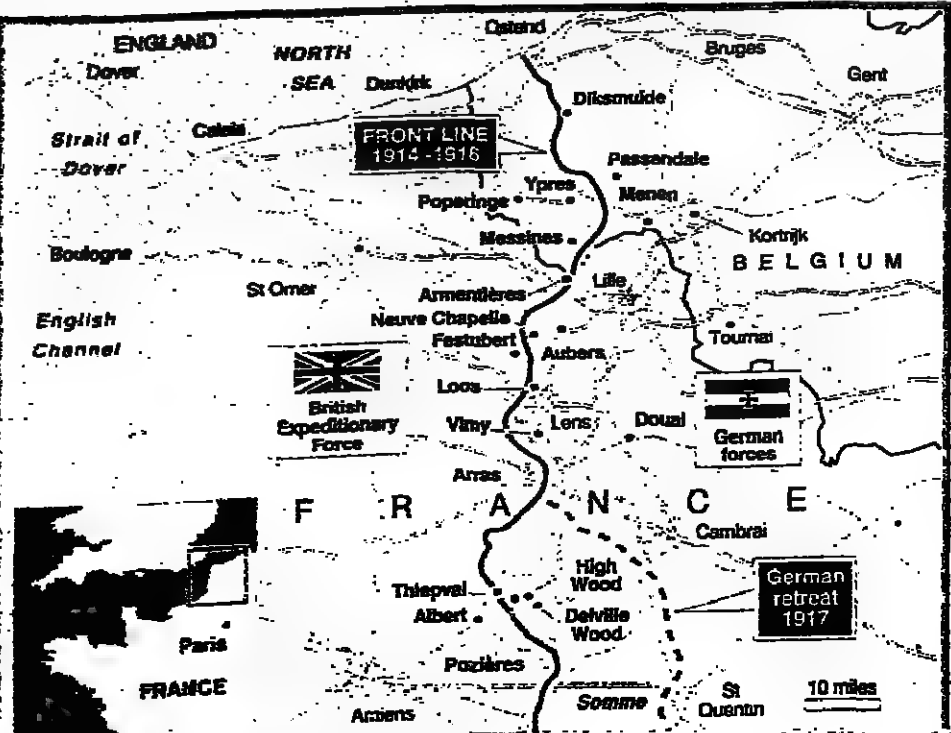 Ostend
ENGLAND
Dover
NORTH
SEA
Bruges
Gent
Dunkirk
Diksmuide
Strait of
Dover
Calais
FRONT LINE
1914-1916
Passendale
Ypres
Menen
Poperinge
Kortrijk
Messines
Boulogne
BELGIUM
St Omer
Lille
Armentières
Neuve Chapelle
English
Channel
Festubert
Aubers
Tournai
Loos
British
Expeditionary
Force
Vimy
Lens
Douai
German
forces
Arras
FRANCE
Cambrai
High
Wood
German
retreat
1917
Thiepval
Albert
Delville
Wood
Paris
Pozières
FRANCE
Somme
St
Quentin
10 miles
Amiens